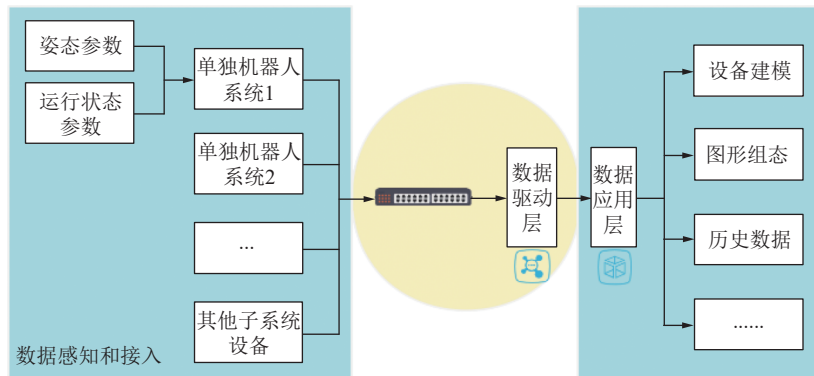 姿态参数
运行状态
参数
单独机器人
系统1
单独机器人
系统2
...
其他子系统
设备
数据感知和接入
数据
驱动
层
数据
应用
层
设备建模
图形组态
历史数据
......